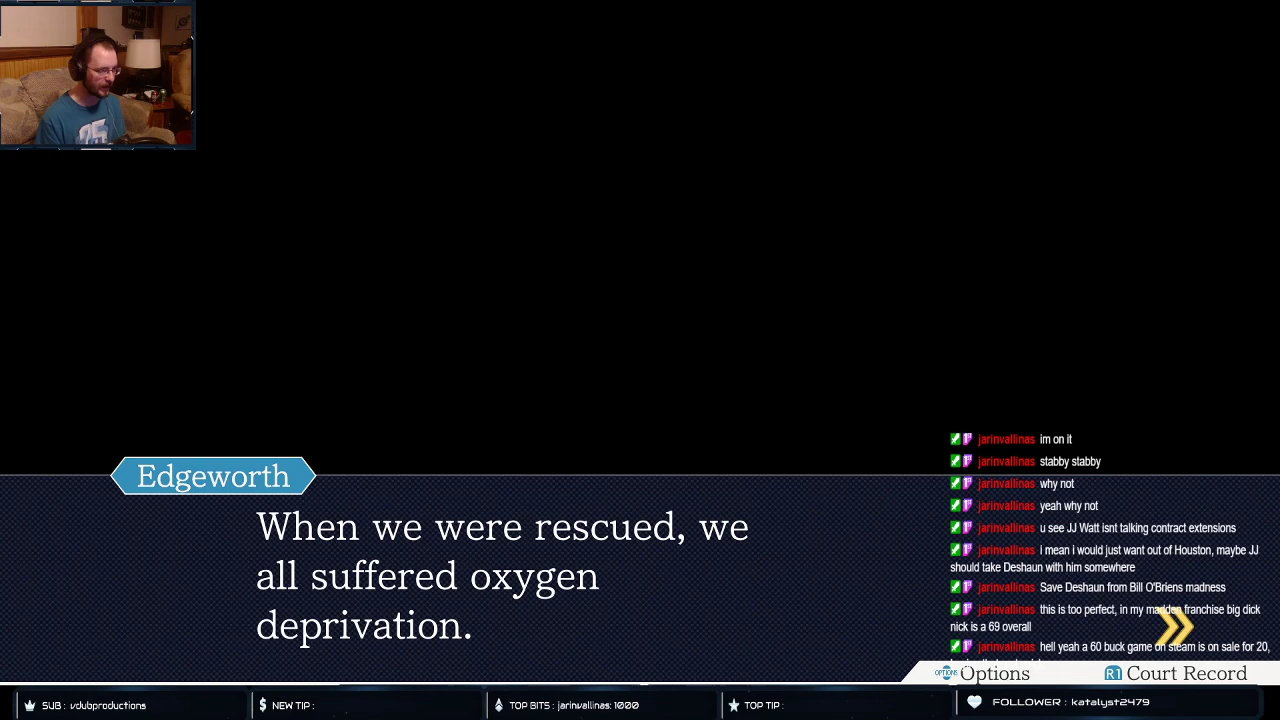 jarinvallinas im on it
jarinvallinas stabby stabby
jarinvallinas why not
jarinvallinas yeah why not
jarinvallinas u see JJ Watt isnt talking contract extensions
jarinvallinas i mean i would just want out of Houston, maybe JJ
should take Deshaun with him somewhere
jarinvallinas Save Deshaun from Bill O'Briens madness
jarinvallinas this is too perfect, in my madden franchise big dick
nick is a 69 overall
jarinvallinas hell yeah a 60 buck game on steam is on sale for 20,
Edgeworth
When we were rescued, we
all suffered oxygen
deprivation.
OPTIONS Options
R1 Court Record
SUB : vdubproductions
NEW TIP :
TOP BITS : jarinvallinas: 1000
TOP TIP :
FOLLOWER : katalyst2479